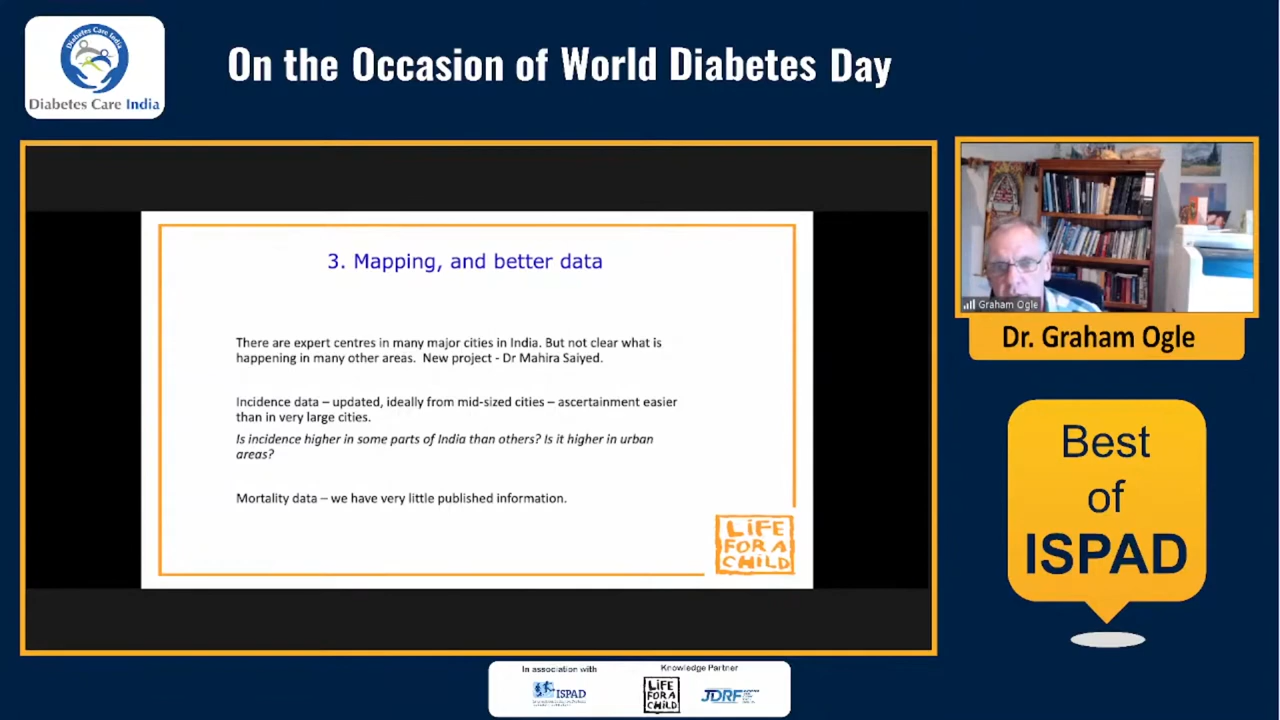 Diabetes Care India
Diabetes Care India
On the Occasion of World Diabetes Day
3. Mapping, and better data
There are expert centres in many major cities in India. But not clear what is
happening in many other areas. New project - Dr Mahira Saiyed.
Incidence data – updated, ideally from mid-sized cities – ascertainment easier
than in very large cities.
Is incidence higher in some parts of India than others? Is it higher in urban
areas?
Mortality data – we have very little published information.
LiFE
FOR A
CHiLD
Graham Ogle
Dr. Graham Ogle
Best
of
ISPAD
In association with
ISPAD
Knowledge Partner
LiFE
FOR A
CHiLD
JDRF